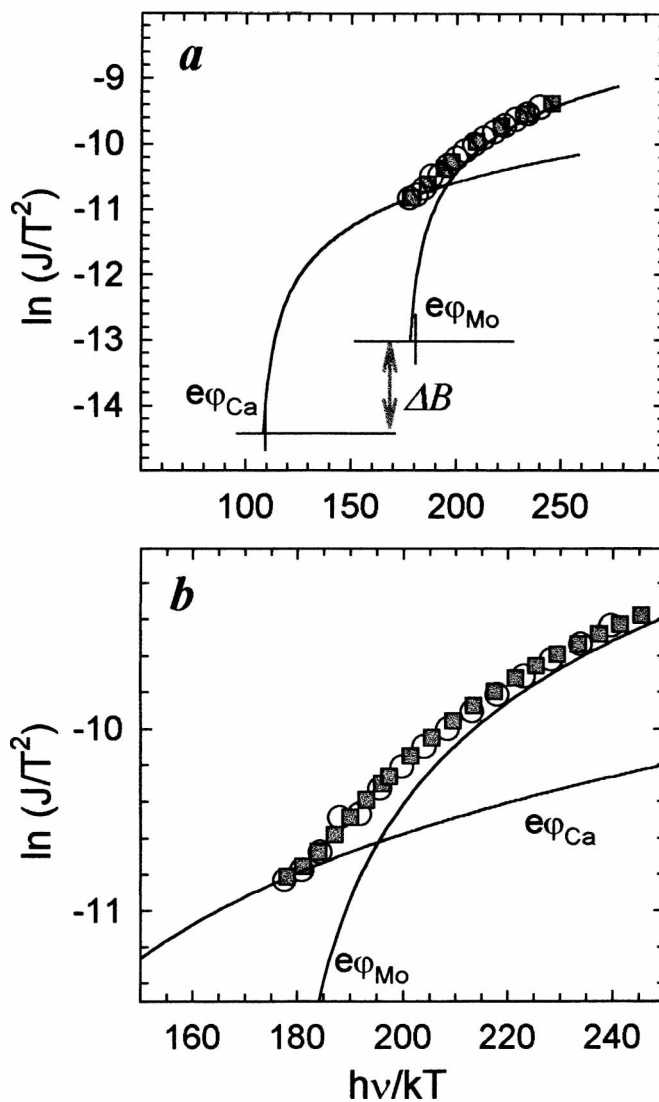 a
-9
-10
-11
-12
-13
-14
ln (J/T²)
eφMo
eφCa
ΔB
100 150 200 250
b
-10
-11
ln (J/T²)
eφCa
eφMo
160 180 200 220 240
hν/kT